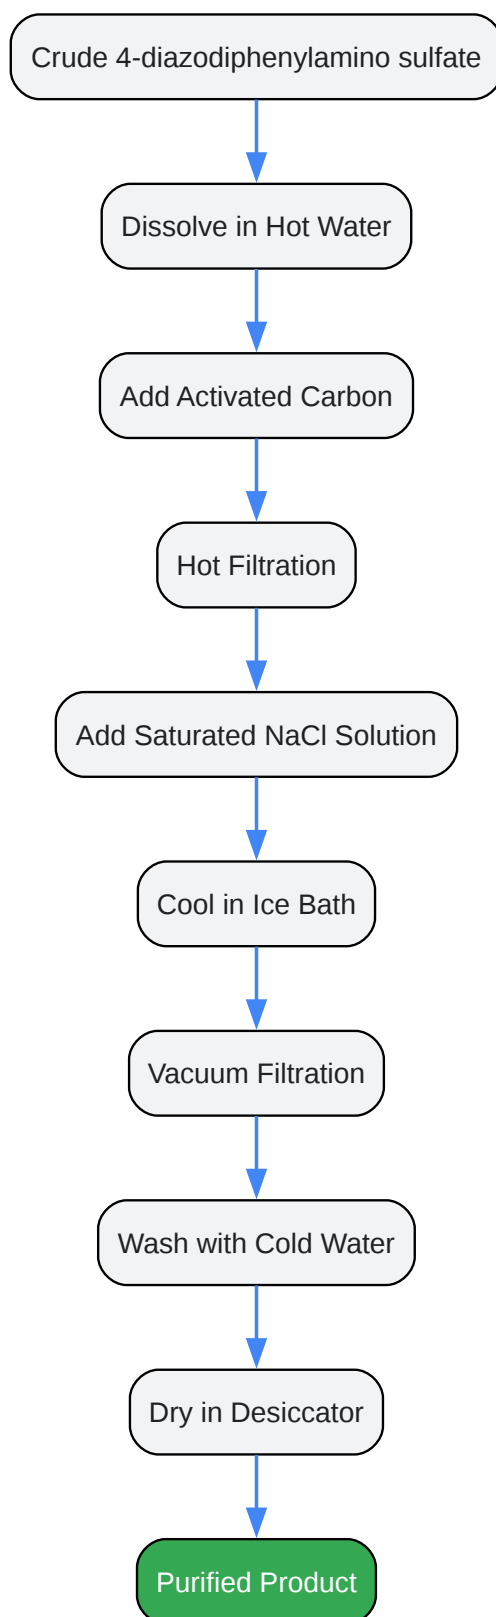 Crude 4-diazodiphenylamino sulfate
Dissolve in Hot Water
Add Activated Carbon
Hot Filtration
Add Saturated NaCl Solution
Cool in Ice Bath
Vacuum Filtration
Wash with Cold Water
Dry in Desiccator
Purified Product